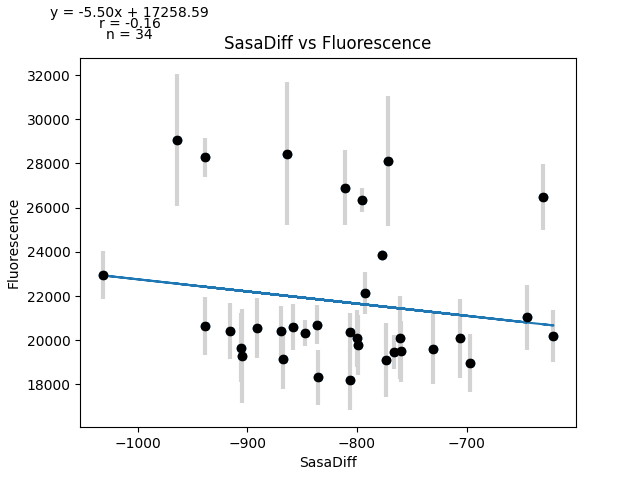 y = -5.50x + 17258.59
r = -0.16
n = 34
SasaDiff vs Fluorescence
32000
30000
28000
26000
24000
22000
20000
18000
Fluorescence
−1000
−900
−800
−700
SasaDiff